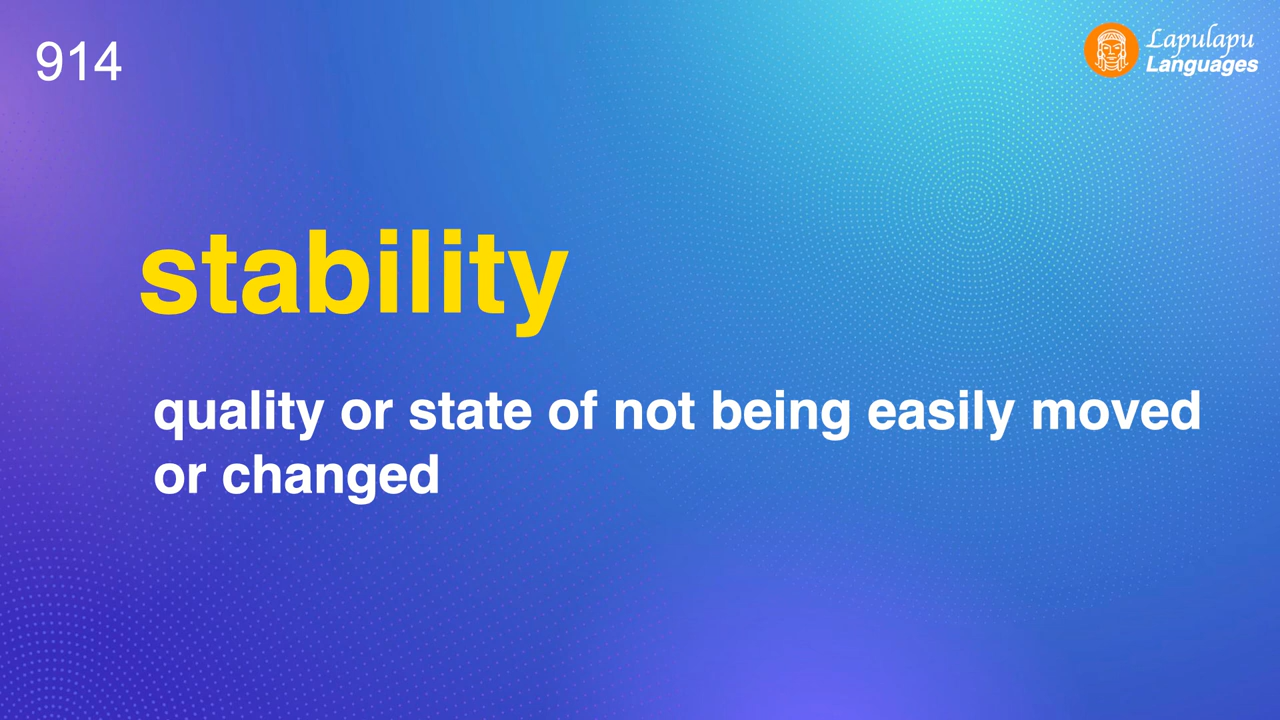 914
Lapulapu
Languages
stability
quality or state of not being easily moved
or changed